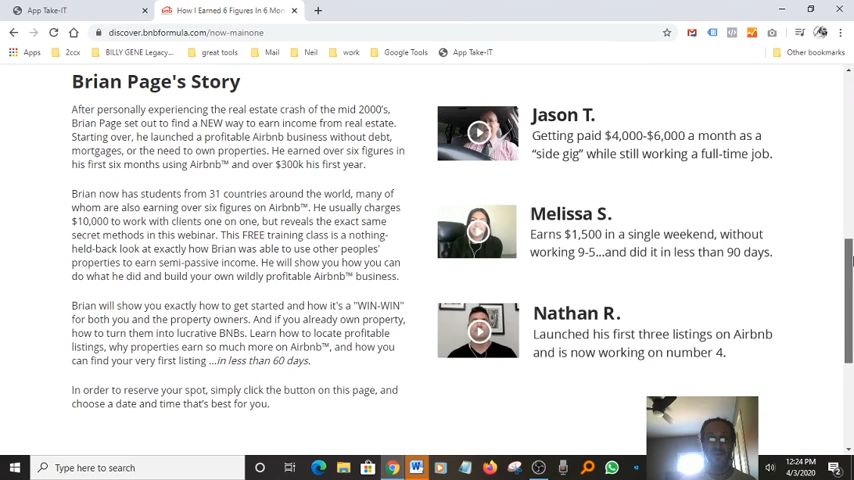 App Take-IT
How I Earned 6 Figures In 6 Mon
discover.bnbformula.com/now-mainone
Apps
2ccx
BILLY GENE Legacy...
great tools
Mail
Neil
work
Google Tools
App Take-IT
Other bookmarks
Brian Page's Story
After personally experiencing the real estate crash of the mid 2000's,
Brian Page set out to find a NEW way to earn income from real estate.
Starting over, he launched a profitable Airbnb business without debt,
mortgages, or the need to own properties. He earned over six figures in
his first six months using Airbnb™ and over $300k his first year.
Brian now has students from 31 countries around the world, many of
whom are also earning over six figures on Airbnb™. He usually charges
$10,000 to work with clients one on one, but reveals the exact same
secret methods in this webinar. This FREE training class is a nothing-
held-back look at exactly how Brian was able to use other peoples'
properties to earn semi-passive income. He will show you how you can
do what he did and build your own wildly profitable Airbnb™ business.
Brian will show you exactly how to get started and how it's a "WIN-WIN"
for both you and the property owners. And if you already own property,
how to turn them into lucrative BNBs. Learn how to locate profitable
listings, why properties earn so much more on Airbnb™, and how you
can find your very first listing ...in less than 60 days.
In order to reserve your spot, simply click the button on this page, and
choose a date and time that's best for you.
Jason T.
Getting paid $4,000-$6,000 a month as a
"side gig" while still working a full-time job.
Melissa S.
Earns $1,500 in a single weekend, without
working 9-5...and did it in less than 90 days.
Nathan R.
Launched his first three listings on Airbnb
and is now working on number 4.
Type here to search
12:24 PM
4/3/2020
2